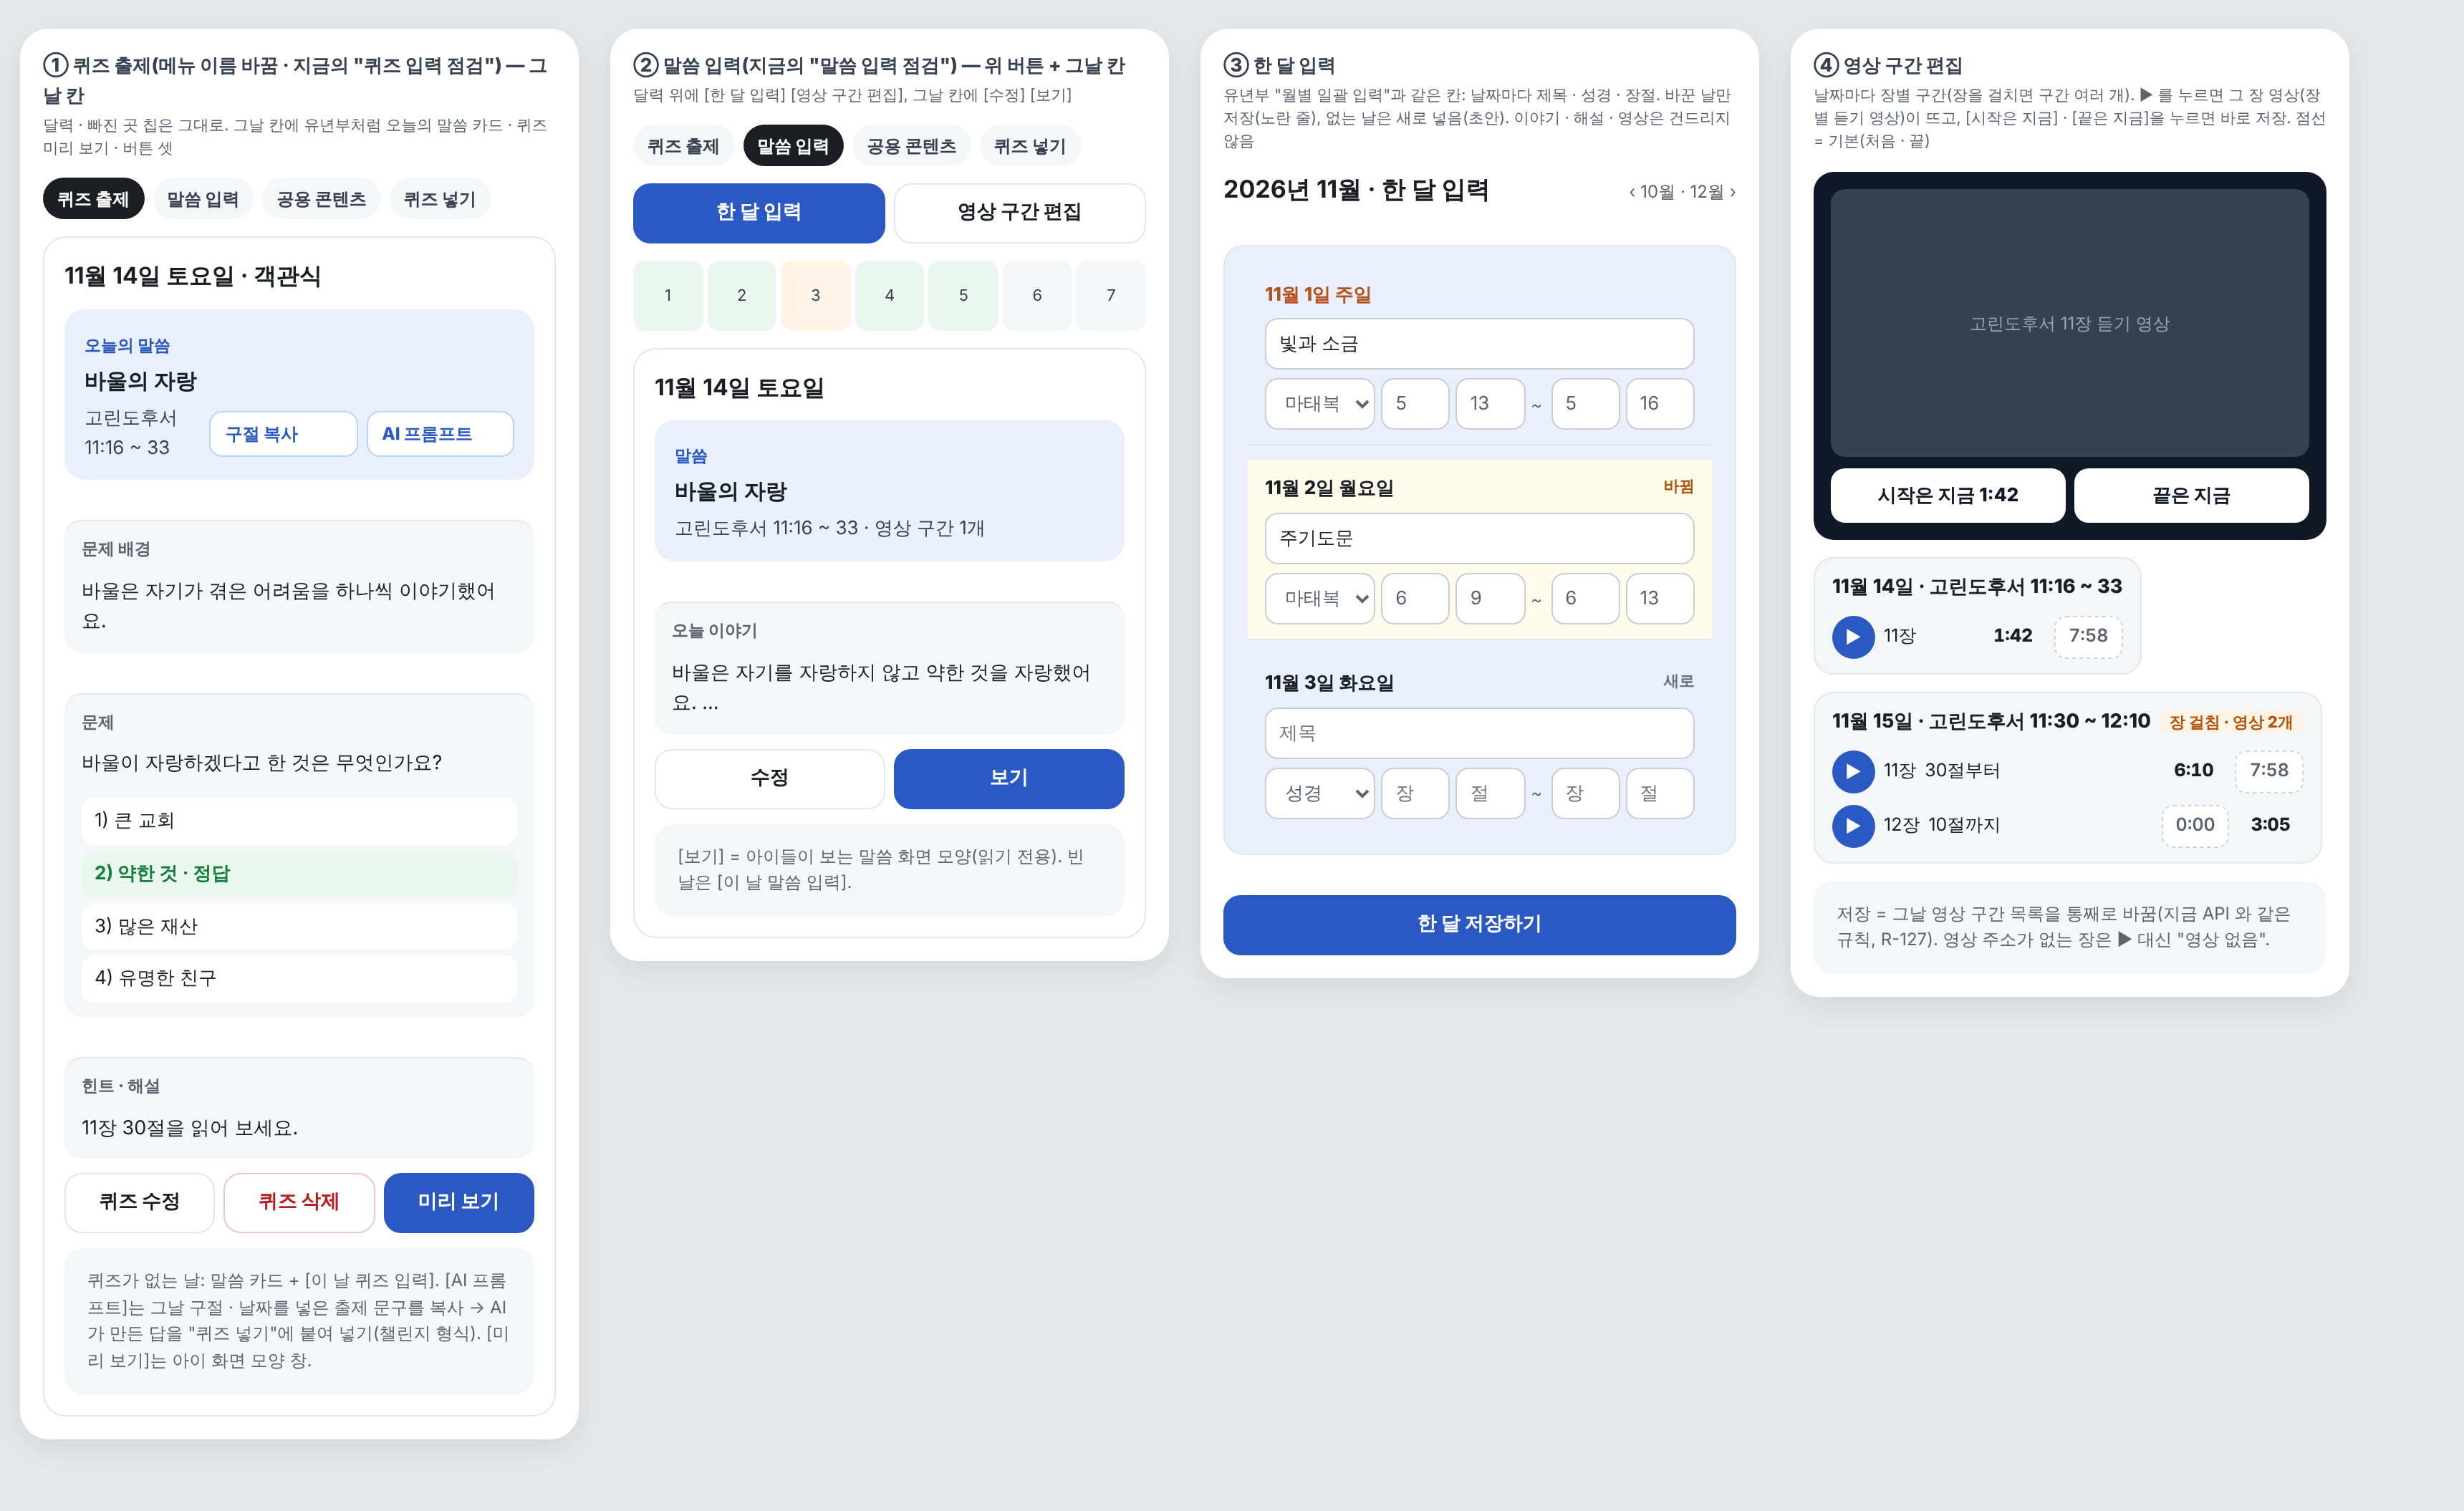 ① 퀴즈 출제(메뉴 이름 바꿈 · 지금의 "퀴즈 입력 점검") — 그
날 칸
달력 · 빠진 곳 칩은 그대로. 그날 칸에 유년부처럼 오늘의 말씀 카드 · 퀴즈
미리 보기 · 버튼 셋
퀴즈 출제 말씀 입력 공용 콘텐츠 퀴즈 넣기
11월 14일 토요일 · 객관식
오늘의 말씀
바울의 자랑
고린도후서
11:16 ~ 33
구절 복사 AI 프롬프트
문제 배경
바울은 자기가 겪은 어려움을 하나씩 이야기했어
요.
문제
바울이 자랑하겠다고 한 것은 무엇인가요?
1) 큰 교회
2) 약한 것 · 정답
3) 많은 재산
4) 유명한 친구
힌트 · 해설
11장 30절을 읽어 보세요.
퀴즈 수정 퀴즈 삭제 미리 보기
퀴즈가 없는 날: 말씀 카드 + [이 날 퀴즈 입력]. [AI 프롬
프트]는 그날 구절 · 날짜를 넣은 출제 문구를 복사 → AI
가 만든 답을 "퀴즈 넣기"에 붙여 넣기(챌린지 형식). [미
리 보기]는 아이 화면 모양 창.
② 말씀 입력(지금의 "말씀 입력 점검") — 위 버튼 + 그날 칸
달력 위에 [한 달 입력] [영상 구간 편집], 그날 칸에 [수정] [보기]
퀴즈 출제 말씀 입력 공용 콘텐츠 퀴즈 넣기
한 달 입력 영상 구간 편집
1 2 3 4 5 6 7
11월 14일 토요일
말씀
바울의 자랑
고린도후서 11:16 ~ 33 · 영상 구간 1개
오늘 이야기
바울은 자기를 자랑하지 않고 약한 것을 자랑했어
요. ...
수정 보기
[보기] = 아이들이 보는 말씀 화면 모양(읽기 전용). 빈
날은 [이 날 말씀 입력].
③ 한 달 입력
유년부 "월별 일괄 입력"과 같은 칸: 날짜마다 제목 · 성경 · 장절. 바꾼 날만
저장(노란 줄), 없는 날은 새로 넣음(초안). 이야기 · 해설 · 영상은 건드리지
않음
2026년 11월 · 한 달 입력 ‹ 10월 · 12월 ›
11월 1일 주일
빛과 소금
마태복 5 13 ~ 5 16
11월 2일 월요일 바뀜
주기도문
마태복 6 9 ~ 6 13
11월 3일 화요일 새로
제목
성경 장 절 ~ 장 절
한 달 저장하기
④ 영상 구간 편집
날짜마다 장별 구간(장을 걸치면 구간 여러 개). ▶ 를 누르면 그 장 영상(장
별 듣기 영상)이 뜨고, [시작은 지금] · [끝은 지금]을 누르면 바로 저장. 점선
= 기본(처음 · 끝)
고린도후서 11장 듣기 영상
시작은 지금 1:42 끝은 지금
11월 14일 · 고린도후서 11:16 ~ 33
▶ 11장 1:42 7:58
11월 15일 · 고린도후서 11:30 ~ 12:10 장 걸침 · 영상 2개
▶ 11장 30절부터 6:10 7:58
▶ 12장 10절까지 0:00 3:05
저장 = 그날 영상 구간 목록을 통째로 바꿈(지금 API 와 같은
규칙, R-127). 영상 주소가 없는 장은 ▶ 대신 "영상 없음".